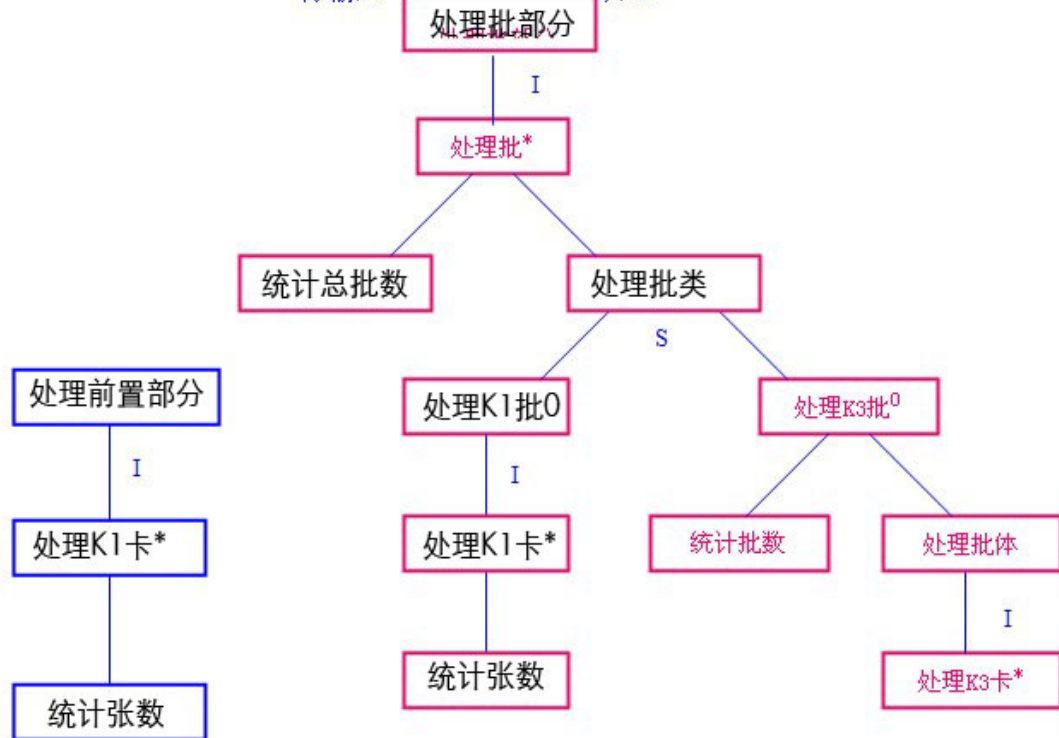 处理批部分
I
处理批*
统计总批数
处理批类
S
处理前置部分
处理K1批0
处理K3批0
I
I
处理K1卡*
处理K1卡*
统计批数
处理批体
I
统计张数
统计张数
处理K3卡*